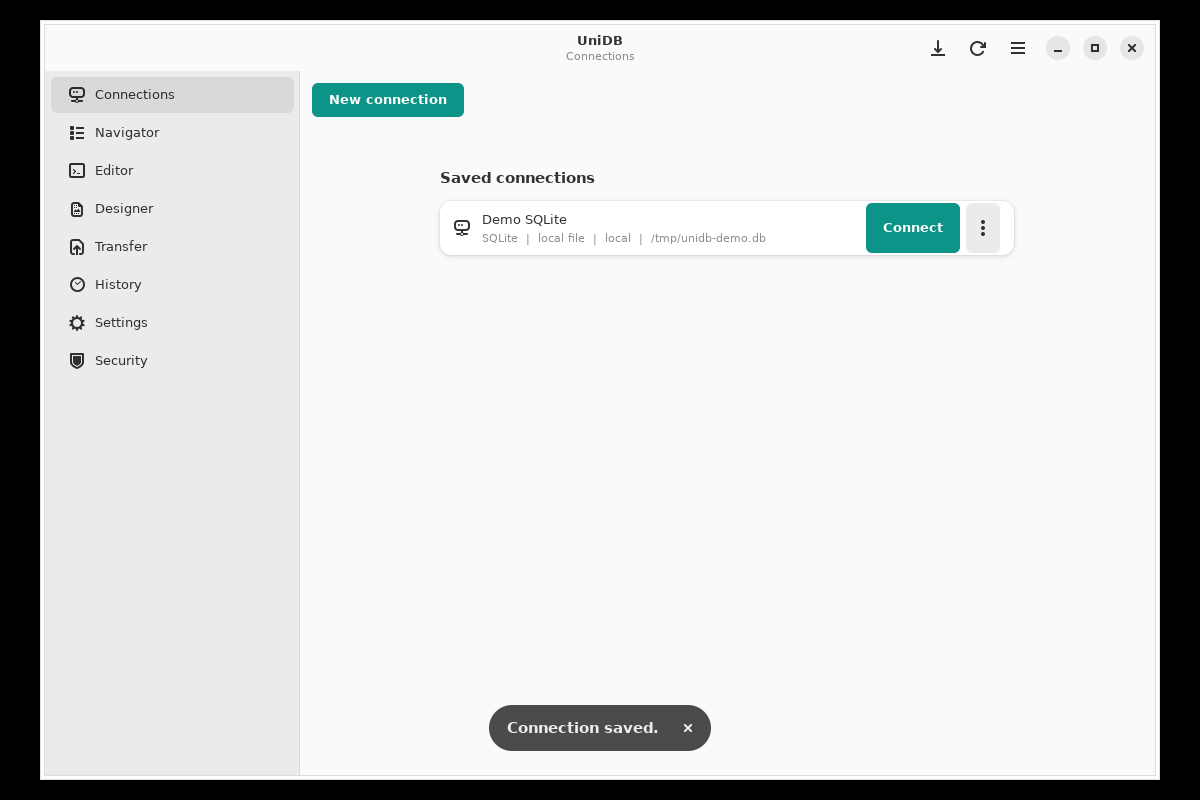 UniDB
Connections
Connections
Navigator
Editor
Designer
Transfer
History
Settings
Security
New connection
Saved connections
Demo SQLite
SQLite | local file | local | /tmp/unidb-demo.db
Connect
Connection saved.